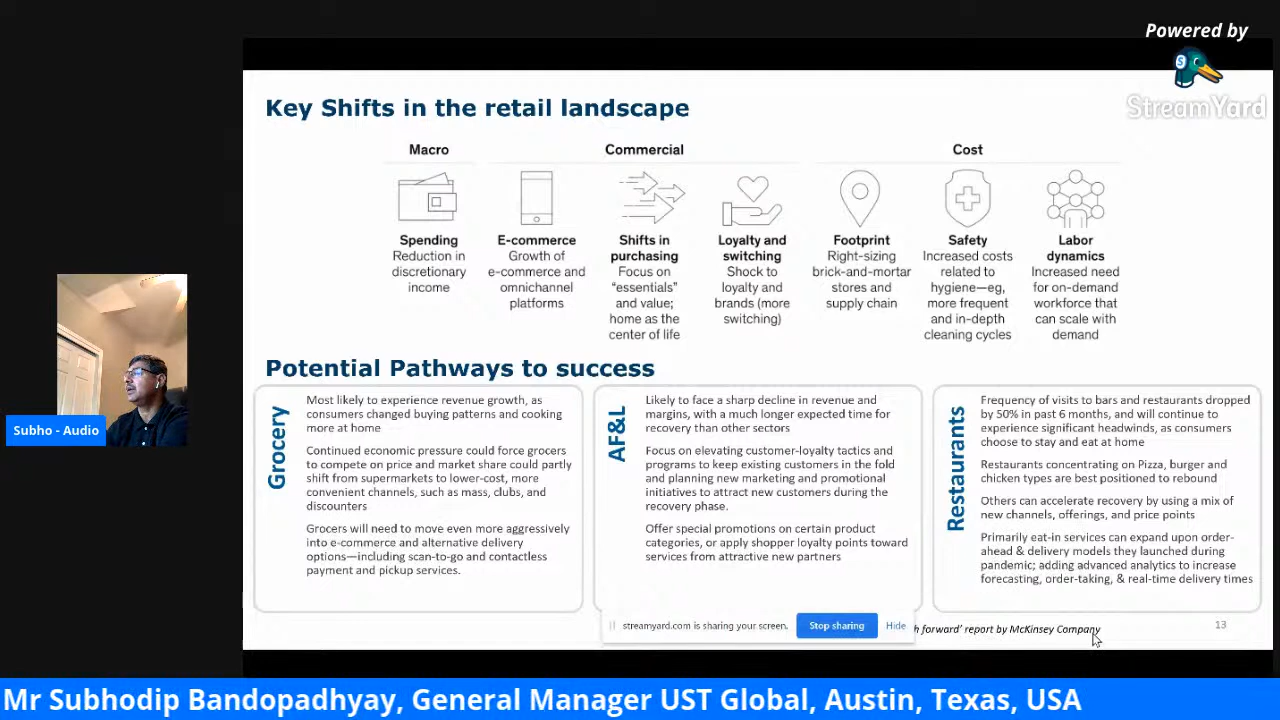 Powered by
StreamYard
Key Shifts in the retail landscape
Macro
Commercial
Cost
Spending
Reduction in
discretionary
income
E-commerce
Growth of
e-commerce and
omnichannel
platforms
Shifts in
purchasing
Focus on
“essentials”
and value;
home as the
center of life
Loyalty and
switching
Shock to
loyalty and
brands (more
switching)
Footprint
Right-sizing
brick-and-mortar
stores and
supply chain
Safety
Increased costs
related to
hygiene—eg,
more frequent
and in-depth
cleaning cycles
Labor
dynamics
Increased need
for on-demand
workforce that
can scale with
demand
Potential Pathways to success
Grocery
Most likely to experience revenue growth, as
consumers changed buying patterns and cooking
more at home
Continued economic pressure could force grocers
to compete on price and market share could partly
shift from supermarkets to lower-cost, more
convenient channels, such as mass, clubs, and
discounters
Grocers will need to move even more aggressively
into e-commerce and alternative delivery
options—including scan-to-go and contactless
payment and pickup services.
AF&L
Likely to face a sharp decline in revenue and
margins, with a much longer expected time for
recovery than other sectors
Focus on elevating customer-loyalty tactics and
programs to keep existing customers in the fold
and planning new marketing and promotional
initiatives to attract new customers during the
recovery phase.
Offer special promotions on certain product
categories, or apply shopper loyalty points toward
services from attractive new partners
Restaurants
Frequency of visits to bars and restaurants dropped
by 50% in past 6 months, and will continue to
experience significant headwinds, as consumers
choose to stay and eat at home
Restaurants concentrating on Pizza, burger and
chicken types are best positioned to rebound
Others can accelerate recovery by using a mix of
new channels, offerings, and price points
Primarily eat-in services can expand upon order-
ahead & delivery models they launched during
pandemic; adding advanced analytics to increase
forecasting, order-taking, & real-time delivery times
streamyard.com is sharing your screen.
Stop sharing
Hide
forward’ report by McKinsey Company
13
Subho - Audio
Mr Subhodip Bandopadhyay, General Manager UST Global, Austin, Texas, USA